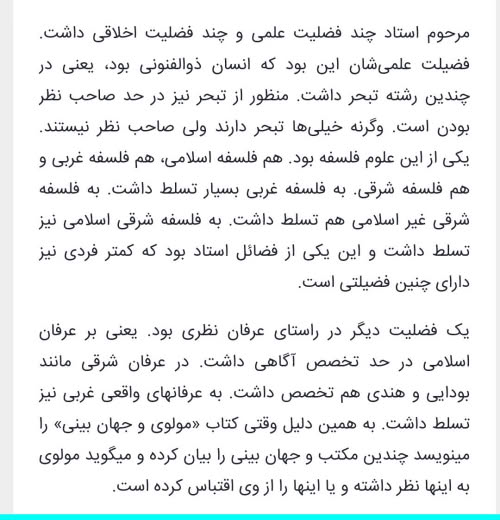 مرحوم استاد چند فضلیت علمی و چند فضلیت اخلاقی داشت.
فضیلت علمی‌شان این بود که انسان ذوالفنونی بود، یعنی در
چندین رشته تبحر داشت. منظور از تبحر نیز در حد صاحب نظر
بودن است. وگرنه خیلی‌ها تبحر دارند ولی صاحب نظر نیستند.
یکی از این علوم فلسفه بود. هم فلسفه اسلامی، هم فلسفه غربی و
هم فلسفه شرقی. به فلسفه غربی بسیار تسلط داشت. به فلسفه
شرقی غیر اسلامی هم تسلط داشت. به فلسفه شرقی اسلامی نیز
تسلط داشت و این یکی از فضائل استاد بود که کمتر فردی نیز
دارای چنین فضیلتی است.
یک فضلیت دیگر در راستای عرفان نظری بود. یعنی بر عرفان
اسلامی در حد تخصص آگاهی داشت. در عرفان شرقی مانند
بودایی و هندی هم تخصص داشت. به عرفانهای واقعی غربی نیز
تسلط داشت. به همین دلیل وقتی کتاب «مولوی و جهان بینی» را
مینویسد چندین مکتب و جهان بینی را بیان کرده و میگوید مولوی
به اینها نظر داشته و یا اینها را از وی اقتباس کرده است.